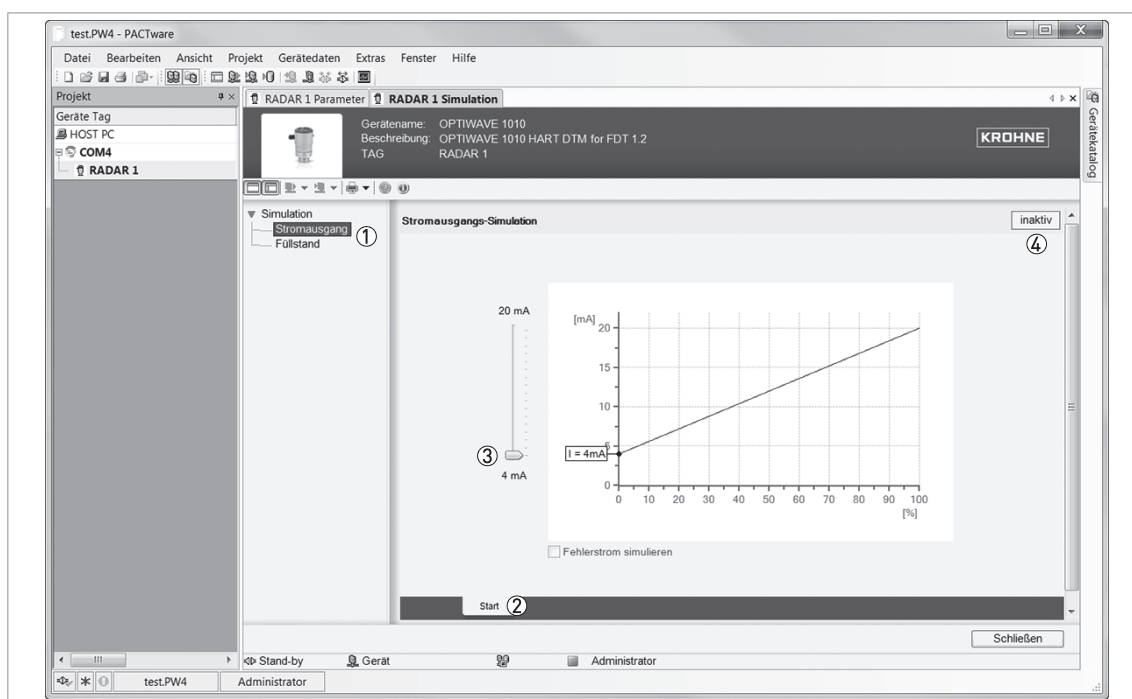 test.PW4 - PACTware
Datei Bearbeiten Ansicht Projekt Gerätedaten Extras Fenster Hilfe
Projekt
Geräte Tag
HOST PC
COM4
RADAR 1
RADAR 1 Parameter RADAR 1 Simulation
Gerätename: OPTIWAVE 1010
Beschreibung: OPTIWAVE 1010 HART DTM for FDT 1.2
TAG RADAR 1
KROHNE
Gerätekatalog
Simulation
Stromausgang ①
Füllstand
Stromausgangs-Simulation
inaktiv
④
20 mA
③
4 mA
[mA]
20
15
10
5
I = 4mA
0
0 10 20 30 40 50 60 70 80 90 100
[%]
Fehlerstrom simulieren
Start ②
Schließen
Stand-by Gerät Administrator
test.PW4 Administrator